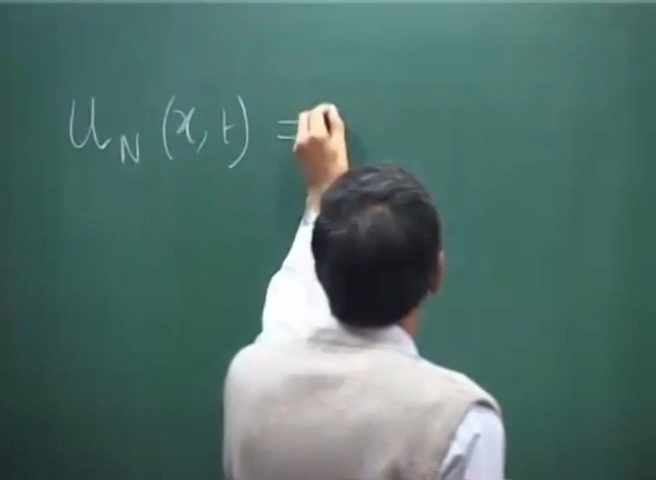 u_N (x, t) =